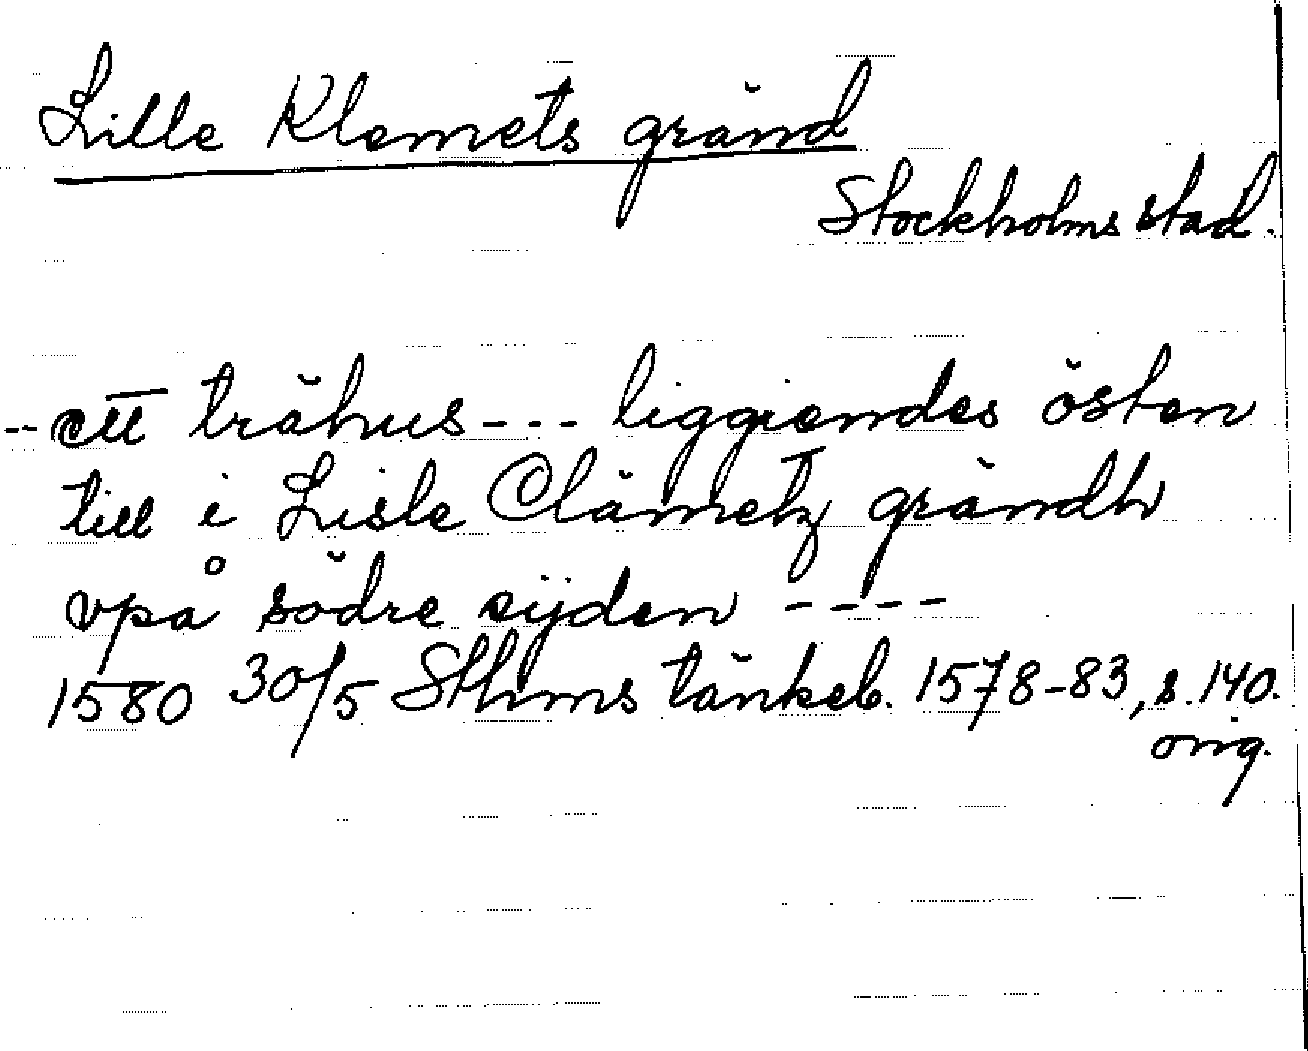 Lille Klemets gränd
Stockholms stad.
-- ett trähus --- liggiendes östen
till i Lisle Clämetz grändh
vpå södre sijden ----
1580 30/5 Sthms tänkeb. 1578-83, s. 140.
orig.